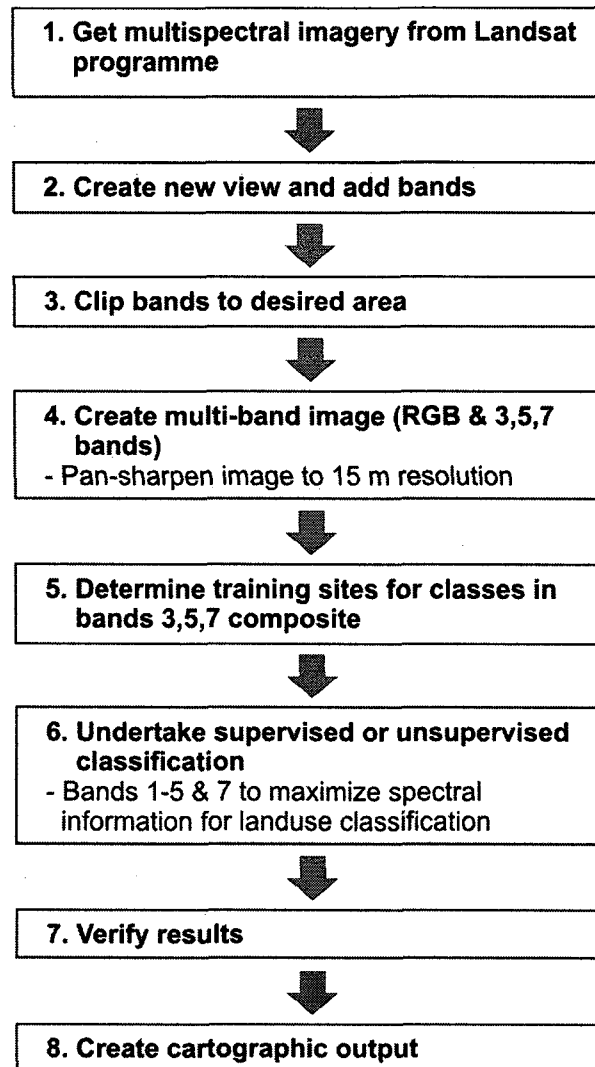 1. Get multispectral imagery from Landsat
programme
2. Create new view and add bands
3. Clip bands to desired area
4. Create multi-band image (RGB & 3,5,7
bands)
- Pan-sharpen image to 15 m resolution
5. Determine training sites for classes in
bands 3,5,7 composite
6. Undertake supervised or unsupervised
classification
- Bands 1-5 & 7 to maximize spectral
information for landuse classification
7. Verify results
8. Create cartographic output